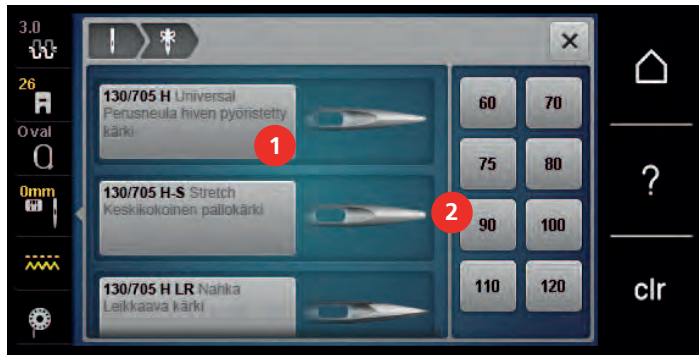 3.0
26
Oval
0mm
130/705 H Universal
Perusneula hiven pyöristetty
kärki
1
130/705 H-S Stretch
Keskikokoinen pallokärki
2
130/705 H LR Nahka
Leikkaava kärki
60 70
75 80
90 100
110 120
?
clr